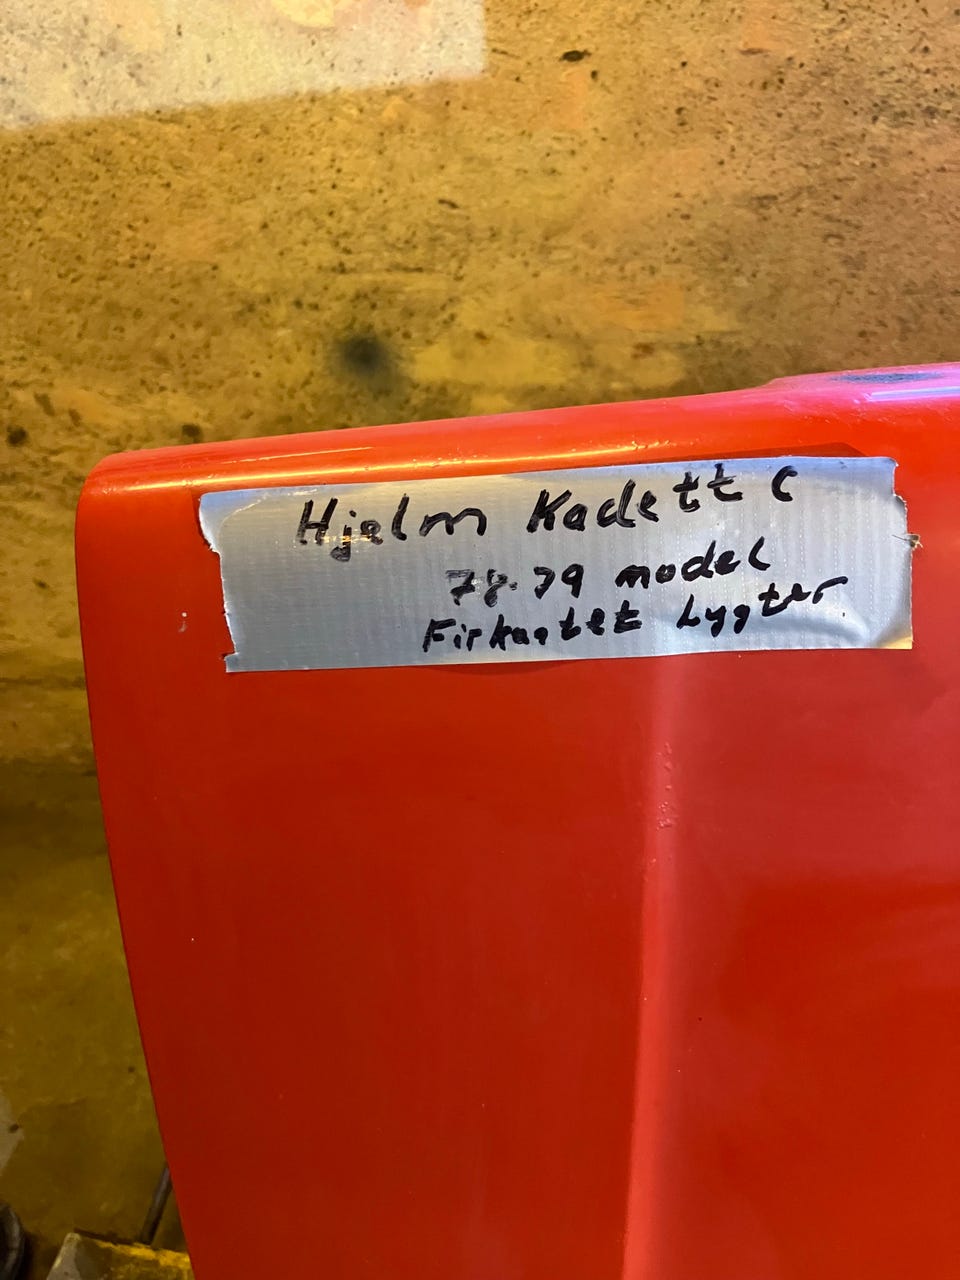 Hjelm Kadett C
78-79 model
Firkantet Lygter